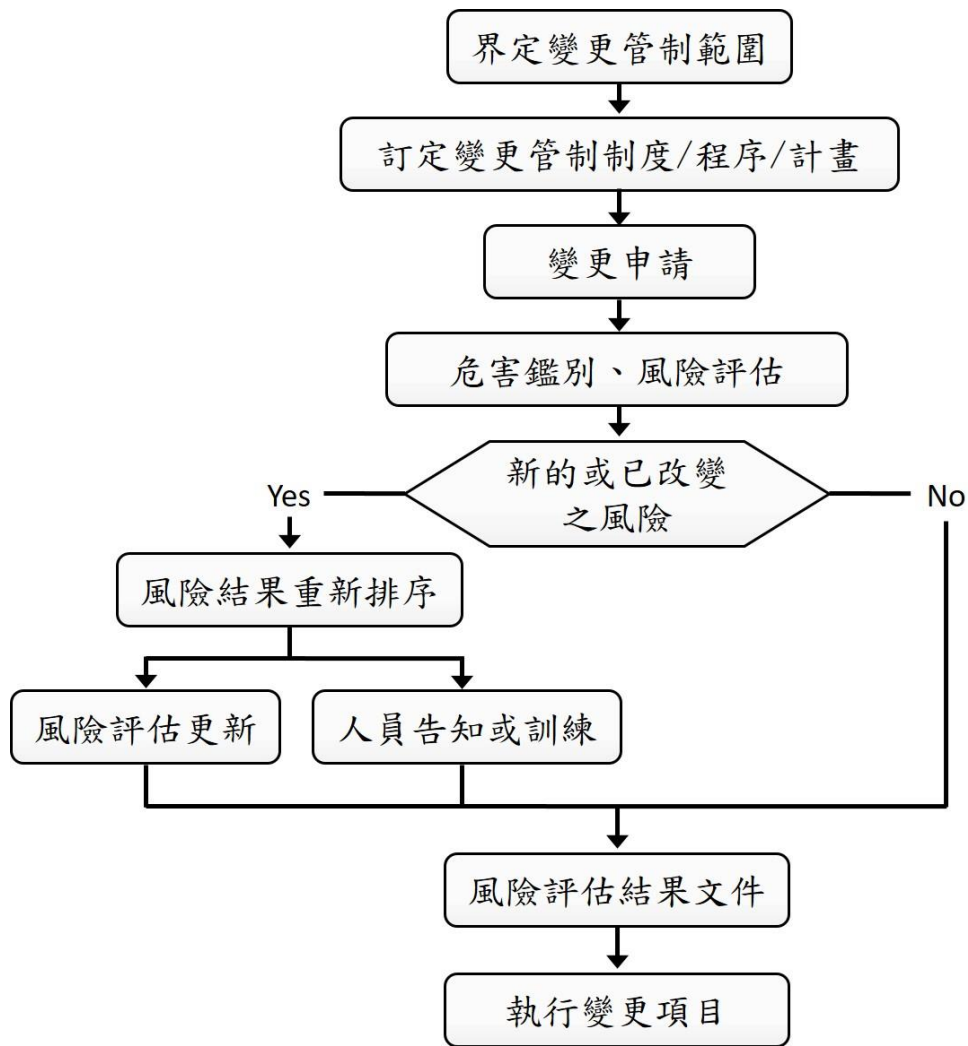 界定變更管制範圍
訂定變更管制制度/程序/計畫
變更申請
危害鑑別、風險評估
新的或已改變
之風險
Yes
No
風險結果重新排序
風險評估更新
人員告知或訓練
風險評估結果文件
執行變更項目